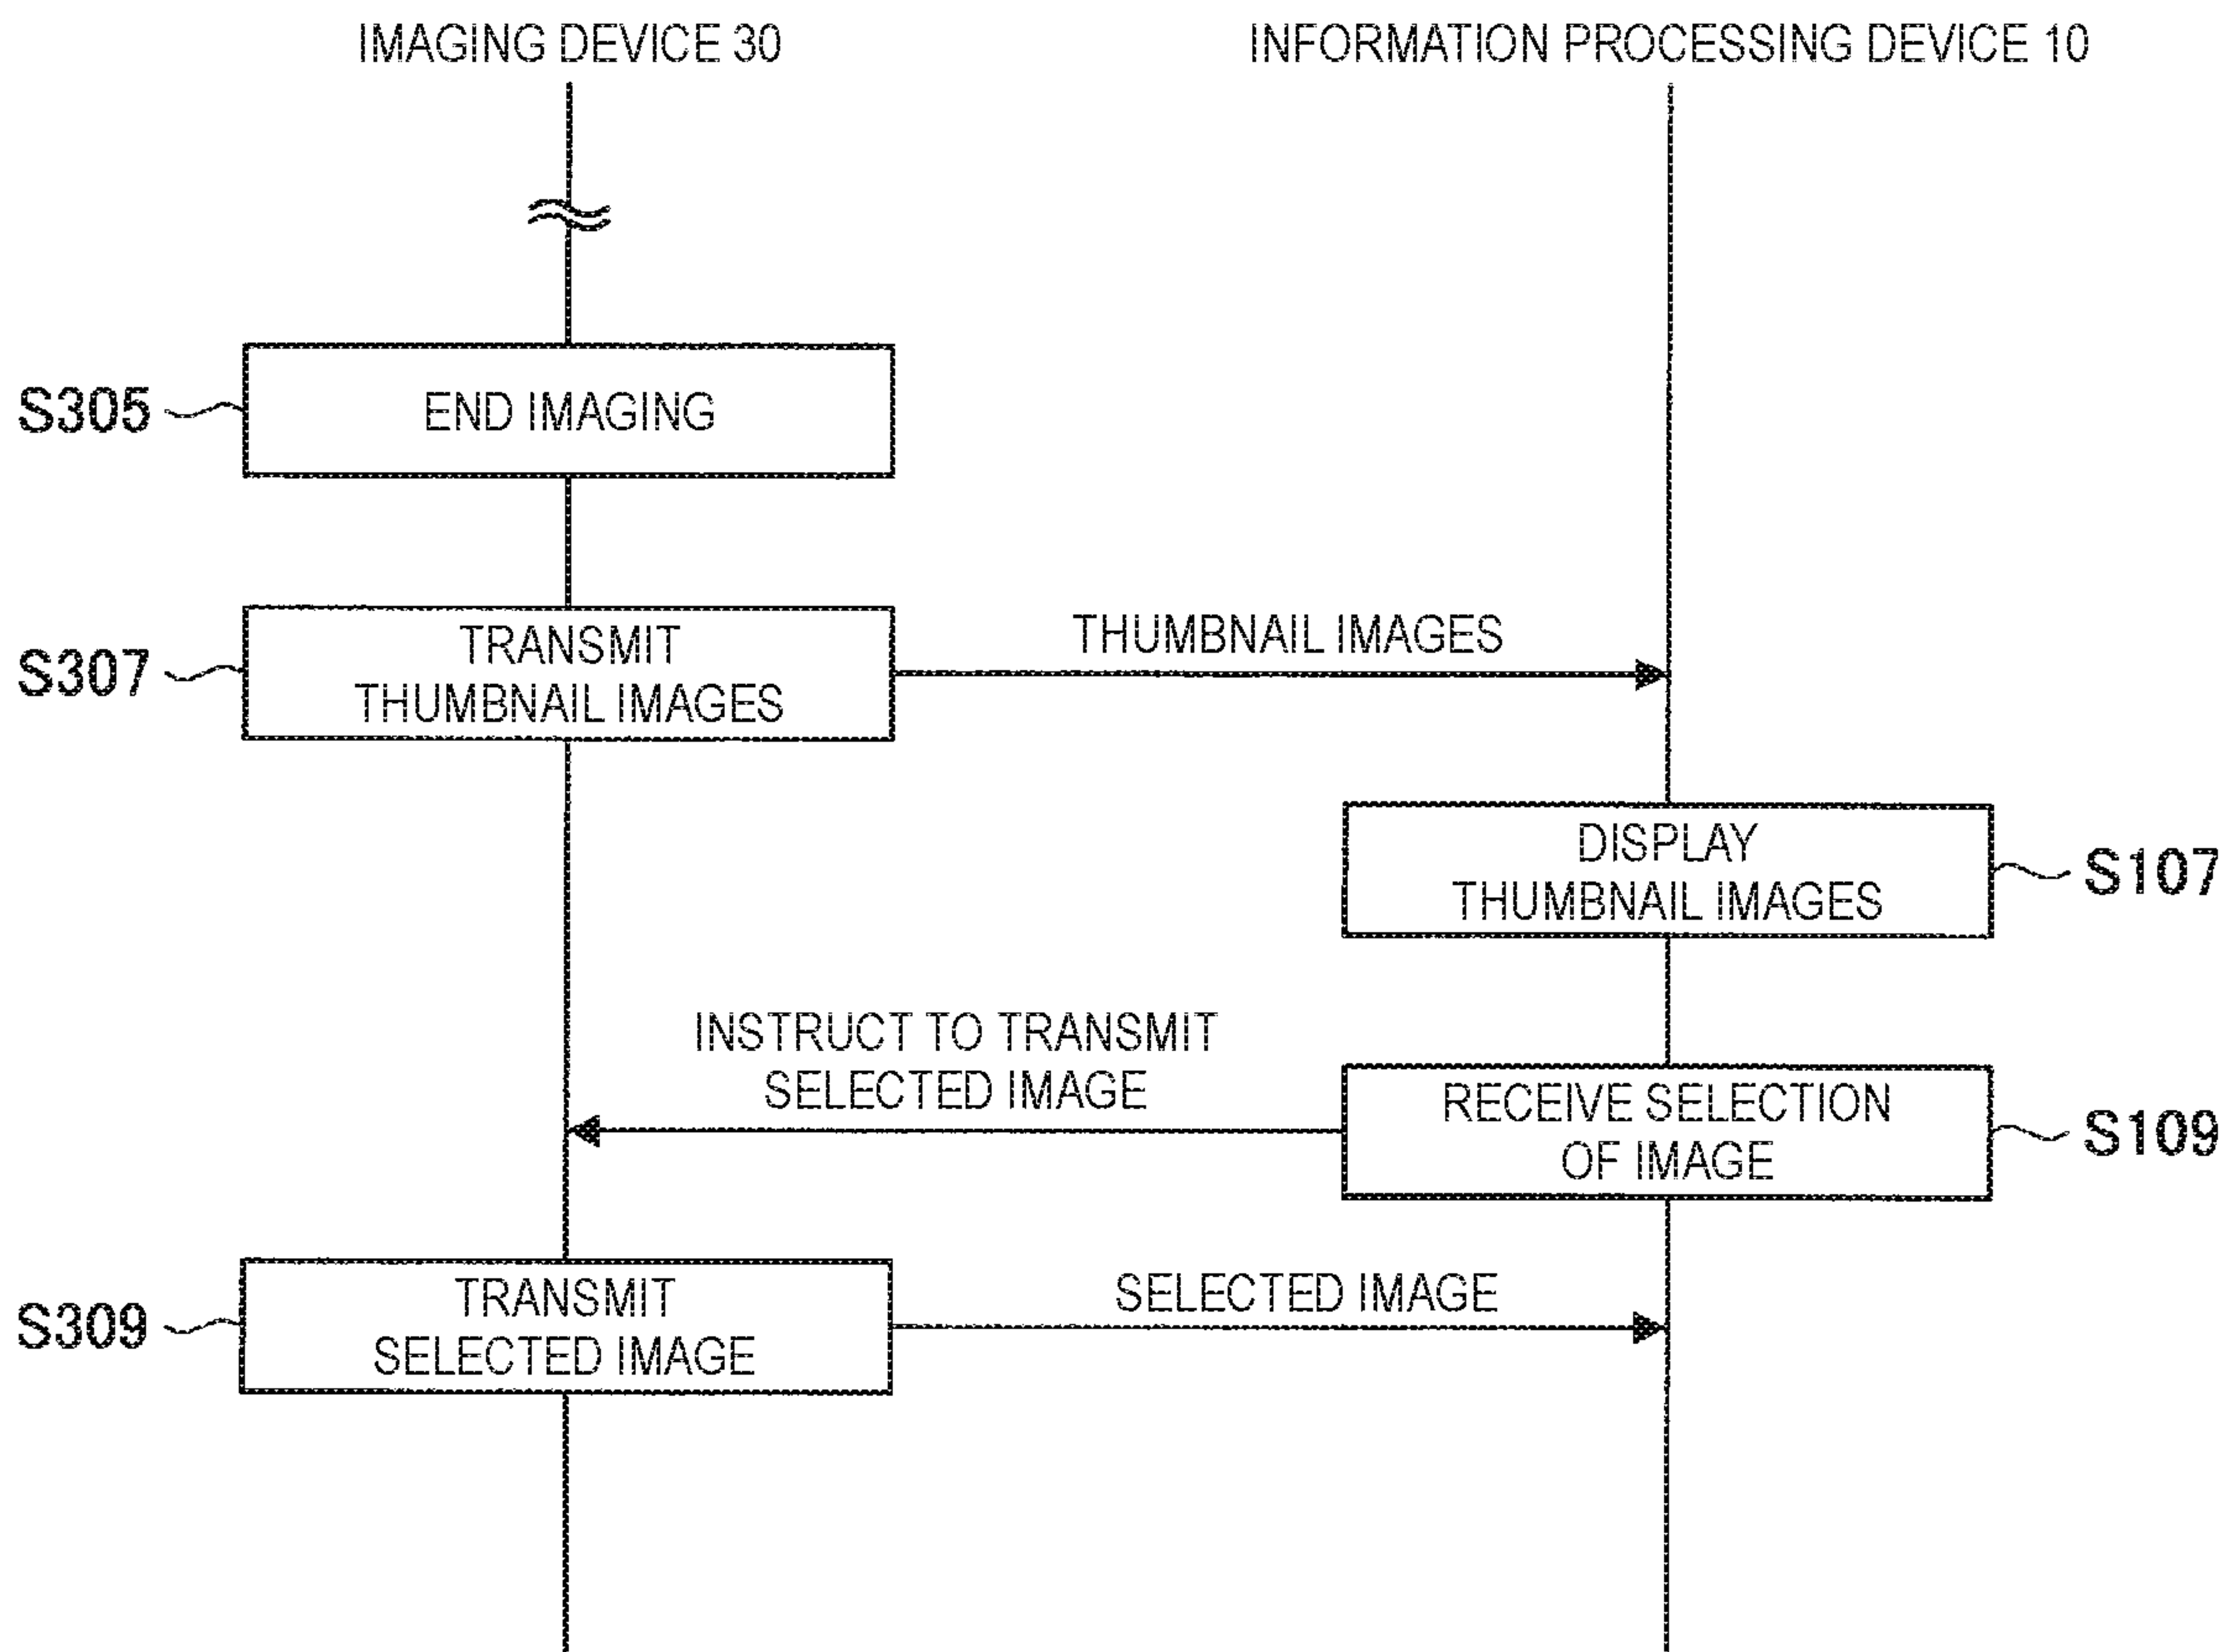 IMAGING DEVICE 30
INFORMATION PROCESSING DEVICE 10
S305
END IMAGING
S307
TRANSMIT
THUMBNAIL IMAGES
THUMBNAIL IMAGES
DISPLAY
THUMBNAIL IMAGES
S107
INSTRUCT TO TRANSMIT
SELECTED IMAGE
RECEIVE SELECTION
OF IMAGE
S109
S309
TRANSMIT
SELECTED IMAGE
SELECTED IMAGE